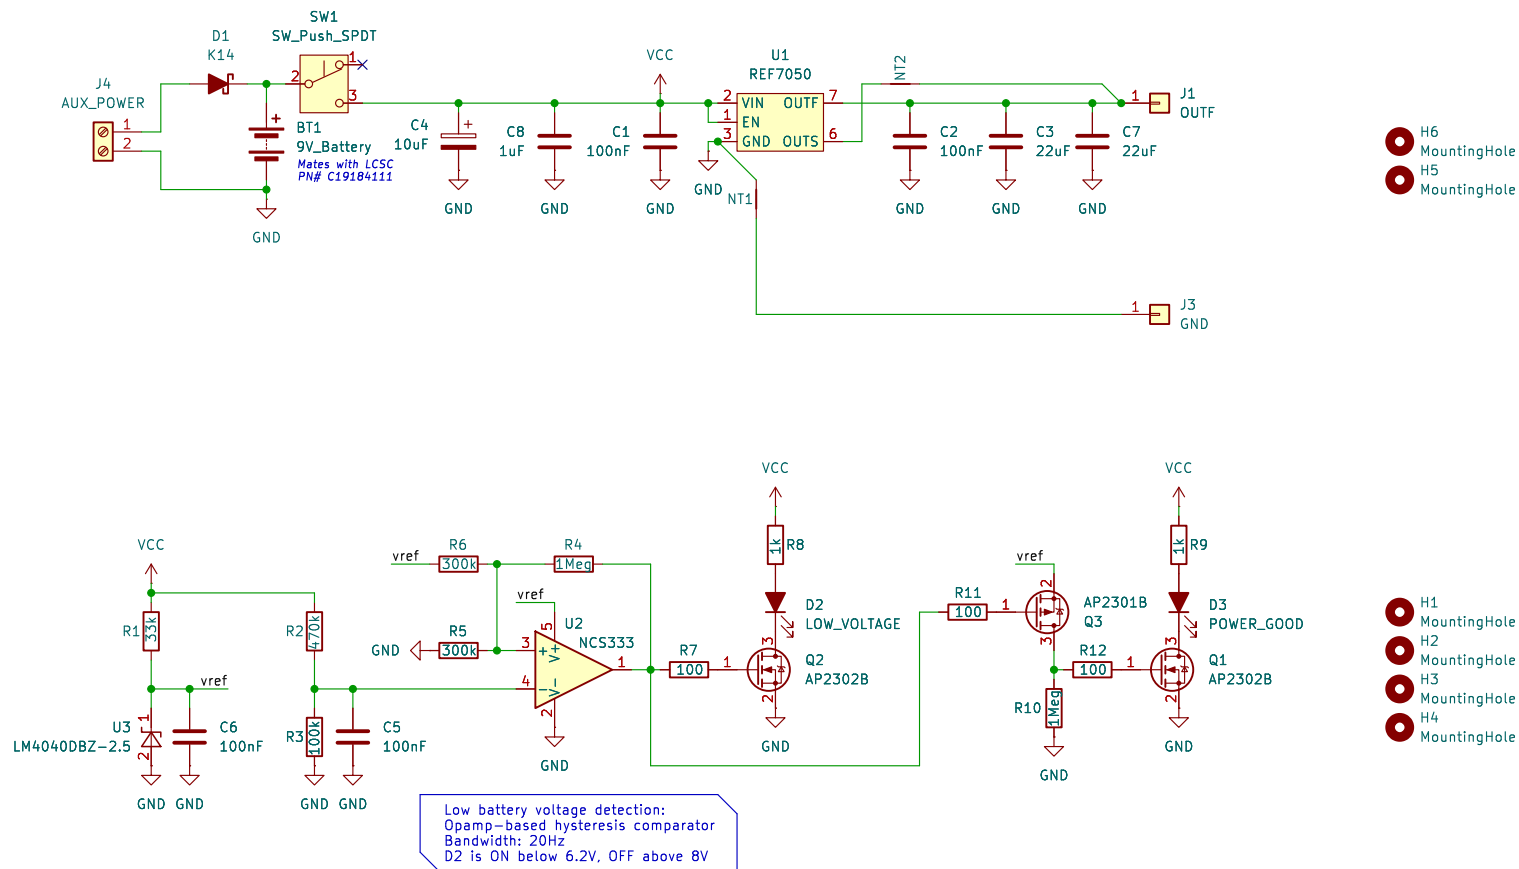 SW1
SW_Push_SPDT
D1
K14
J4
AUX_POWER
1
2
2
1
3
BT1
9V_Battery
Mates with LCSC
PN# C19184111
GND
C4
10uF
GND
C8
1uF
GND
VCC
C1
100nF
GND
U1
REF7050
2 VIN OUTF 7
1 EN
3 GND OUTS 6
GND
NT1
NT2
C2
100nF
GND
C3
22uF
GND
C7
22uF
GND
1
J1
OUTF
1
J3
GND
H6
MountingHole
H5
MountingHole
VCC
R1
33k
vref
U3
LM4040DBZ-2.5
1
2
GND
C6
100nF
GND
R2
470k
R3
100k
GND
C5
100nF
GND
vref
R6
300k
R4
1Meg
vref
GND
R5
300k
U2
NCS333
3
4
5
2
1
+
-
V+
V-
GND
R7
100
VCC
R8
1k
D2
LOW_VOLTAGE
Q2
AP2302B
1
3
2
GND
R11
100
vref
AP2301B
Q3
1
2
3
R10
1Meg
GND
R12
100
VCC
R9
1k
D3
POWER_GOOD
Q1
AP2302B
1
3
2
GND
H1
MountingHole
H2
MountingHole
H3
MountingHole
H4
MountingHole
Low battery voltage detection:
Opamp-based hysteresis comparator
Bandwidth: 20Hz
D2 is ON below 6.2V, OFF above 8V